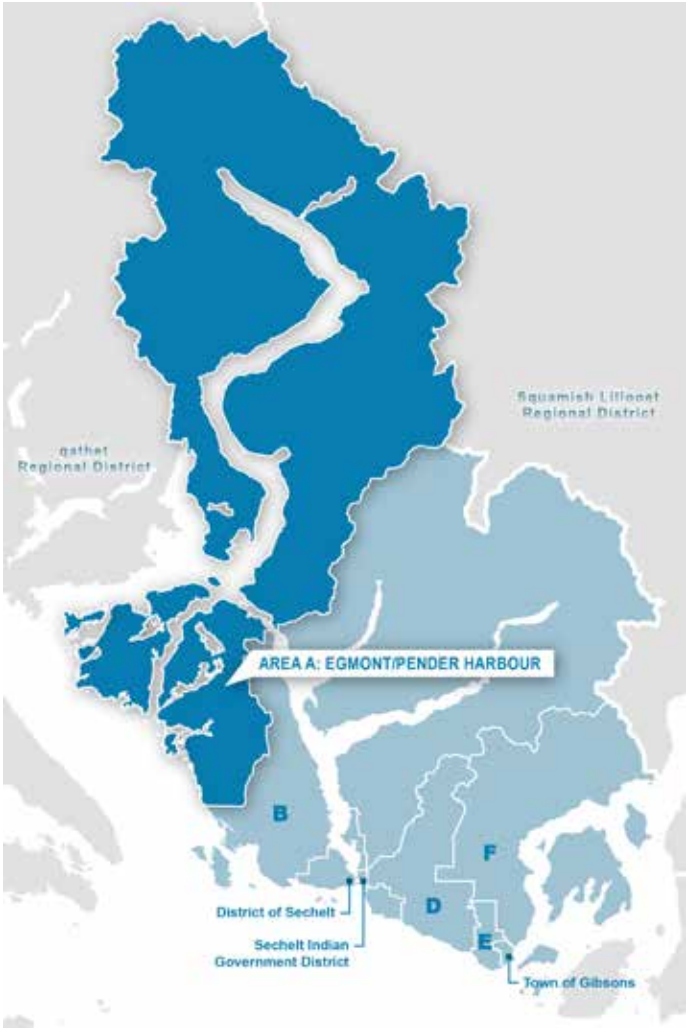 Squamish Lillooet
Regional District
qathet
Regional District
AREA A: EGMONT/PENDER HARBOUR
B
F
D
E
District of Sechelt
Sechelt Indian
Government District
Town of Gibsons